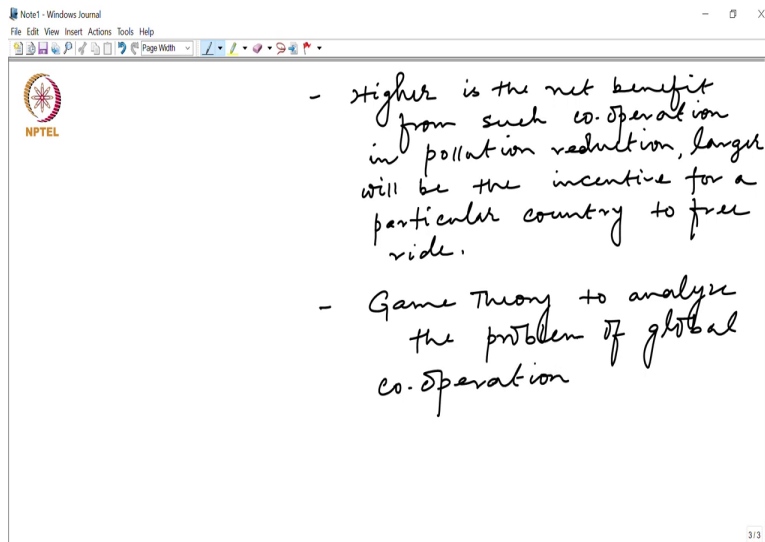 Note1 - Windows Journal
File Edit View Insert Actions Tools Help
Page Width
NPTEL
- Higher is the net benefit
from such co-operation
in pollution reduction, larger
will be the incentive for a
particular country to free
ride.
- Game Theory to analyze
the problem of global
co-operation
3/3